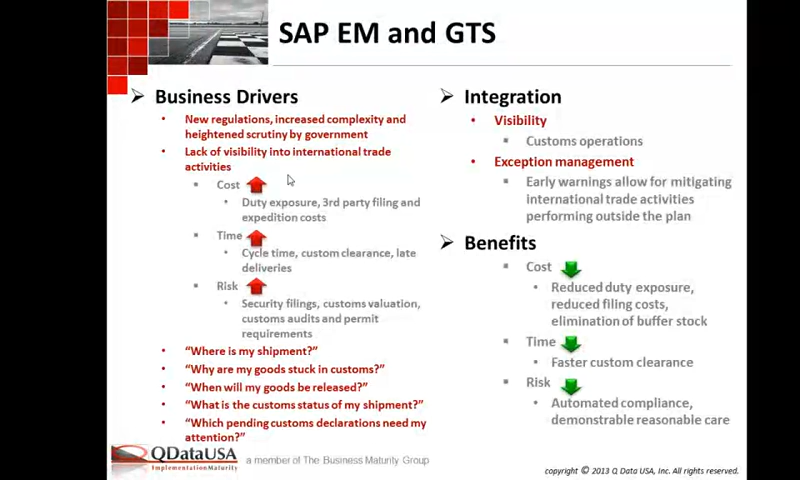 SAP EM and GTS
Business Drivers
New regulations, increased complexity and
heightened scrutiny by government
Lack of visibility into international trade
activities
Cost
Duty exposure, 3rd party filing and
expedition costs
Time
Cycle time, custom clearance, late
deliveries
Risk
Security filings, customs valuation,
customs audits and permit
requirements
“Where is my shipment?”
“Why are my goods stuck in customs?”
“When will my goods be released?”
“What is the customs status of my shipment?”
“Which pending customs declarations need my
attention?”
Integration
Visibility
Customs operations
Exception management
Early warnings allow for mitigating
international trade activities
performing outside the plan
Benefits
Cost
Reduced duty exposure,
reduced filing costs,
elimination of buffer stock
Time
Faster custom clearance
Risk
Automated compliance,
demonstrable reasonable care
QDataUSA
ImplementationMaturity
a member of The Business Maturity Group
copyright © 2013 Q Data USA, Inc. All rights reserved.